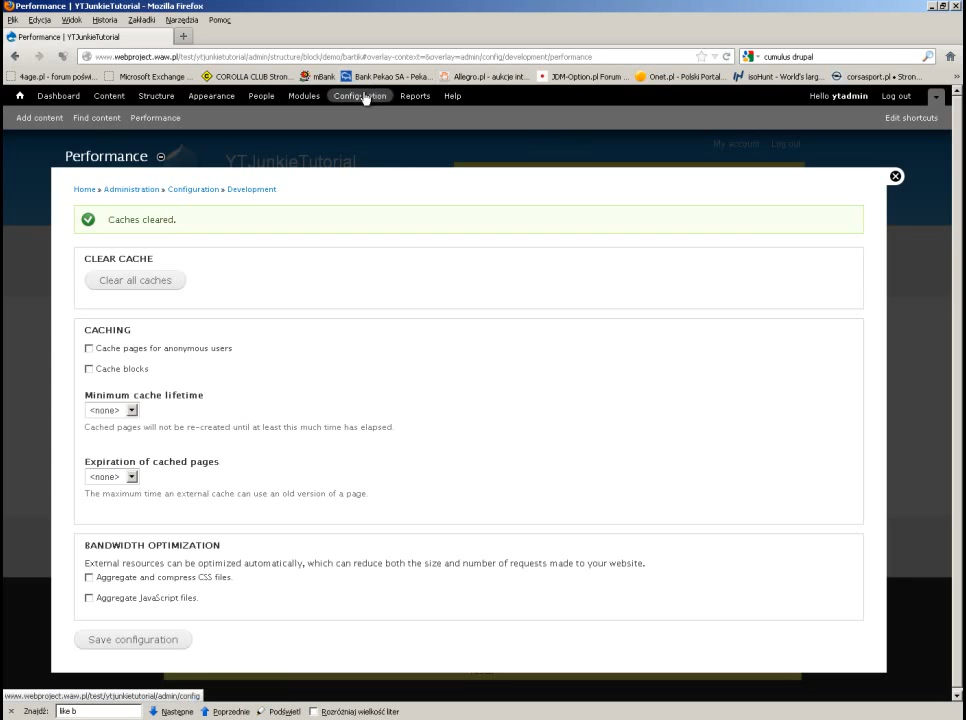 Performance | YTJunkieTutorial - Mozilla Firefox
Plik Edycja Widok Historia Zakładki Narzędzia Pomoc
Performance | YTJunkieTutorial
www.webproject.waw.pl/test/ytjunkietutorial/admin/structure/block/demo/bartik#overlay-context=&overlay=admin/config/development/performance
cumulus drupal
4age.pl - forum poświ... Microsoft Exchange ... COROLLA CLUB Stron... mBank Bank Pekao SA - Peka... Allegro.pl - aukcje int... JDM-Option.pl Forum ... Onet.pl - Polski Portal... isoHunt - World's larg... corsasport.pl • Stron... »
Dashboard Content Structure Appearance People Modules Configuration Reports Help Hello ytadmin Log out
Add content Find content Performance Edit shortcuts
My account Log out
Performance
YTJunkieTutorial
Home » Administration » Configuration » Development
Caches cleared.
CLEAR CACHE
Clear all caches
CACHING
Cache pages for anonymous users
Cache blocks
Minimum cache lifetime
<none>
Cached pages will not be re-created until at least this much time has elapsed.
Expiration of cached pages
<none>
The maximum time an external cache can use an old version of a page.
BANDWIDTH OPTIMIZATION
External resources can be optimized automatically, which can reduce both the size and number of requests made to your website.
Aggregate and compress CSS files.
Aggregate JavaScript files.
Save configuration
www.webproject.waw.pl/test/ytjunkietutorial/admin/config
Znajdź: like b Następne Poprzednie Podświetl Rozróżniaj wielkość liter